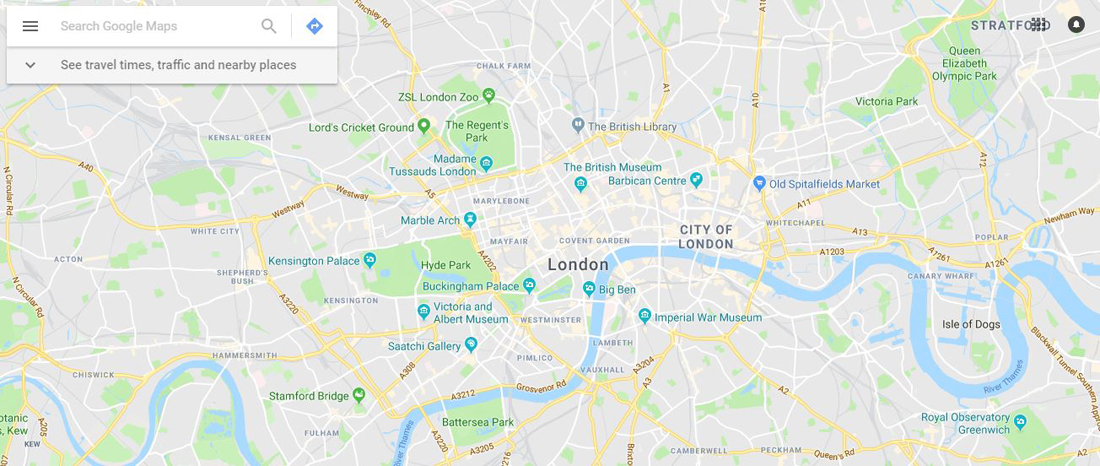 Search Google Maps
See travel times, traffic and nearby places
Finchley Rd
STRATFORD
Queen
Elizabeth
Olympic Park
CHALK FARM
A1
A10
ZSL London Zoo
Victoria Park
Lord's Cricket Ground
The Regent's
Park
The British Library
KENSAL GREEN
N Circular Rd
A40
Madame
Tussauds London
The British Museum
A12
Barbican Centre
Old Spitalfields Market
Westway
A5
MARYLEBONE
A11
Westway
Marble Arch
WHITECHAPEL
Newham Way
WHITE CITY
CITY OF
LONDON
A13
POPLAR
MAYFAIR
COVENT GARDEN
A1203
A1261
A1261
ACTON
Kensington Palace
Hyde Park
A4202
London
SHEPHERD'S
BUSH
CANARY WHARF
N Circular Rd
Buckingham Palace
Big Ben
KENSINGTON
A3220
Victoria and
Albert Museum
WESTMINSTER
Imperial War Museum
Isle of Dogs
Saatchi Gallery
LAMBETH
Blackwall Tunnel Southern App
HAMMERSMITH
PIMLICO
A3204
A308
VAUXHALL
CHISWICK
A3
A2
River Thames
Grosvenor Rd
A3212
Stamford Bridge
otanic
s, Kew
A205
Battersea Park
Royal Observatory
Greenwich
FULHAM
River Thames
A3220
KEW
A3205
Brixton
CAMBERWELL
PECKHAM
Queen's Rd